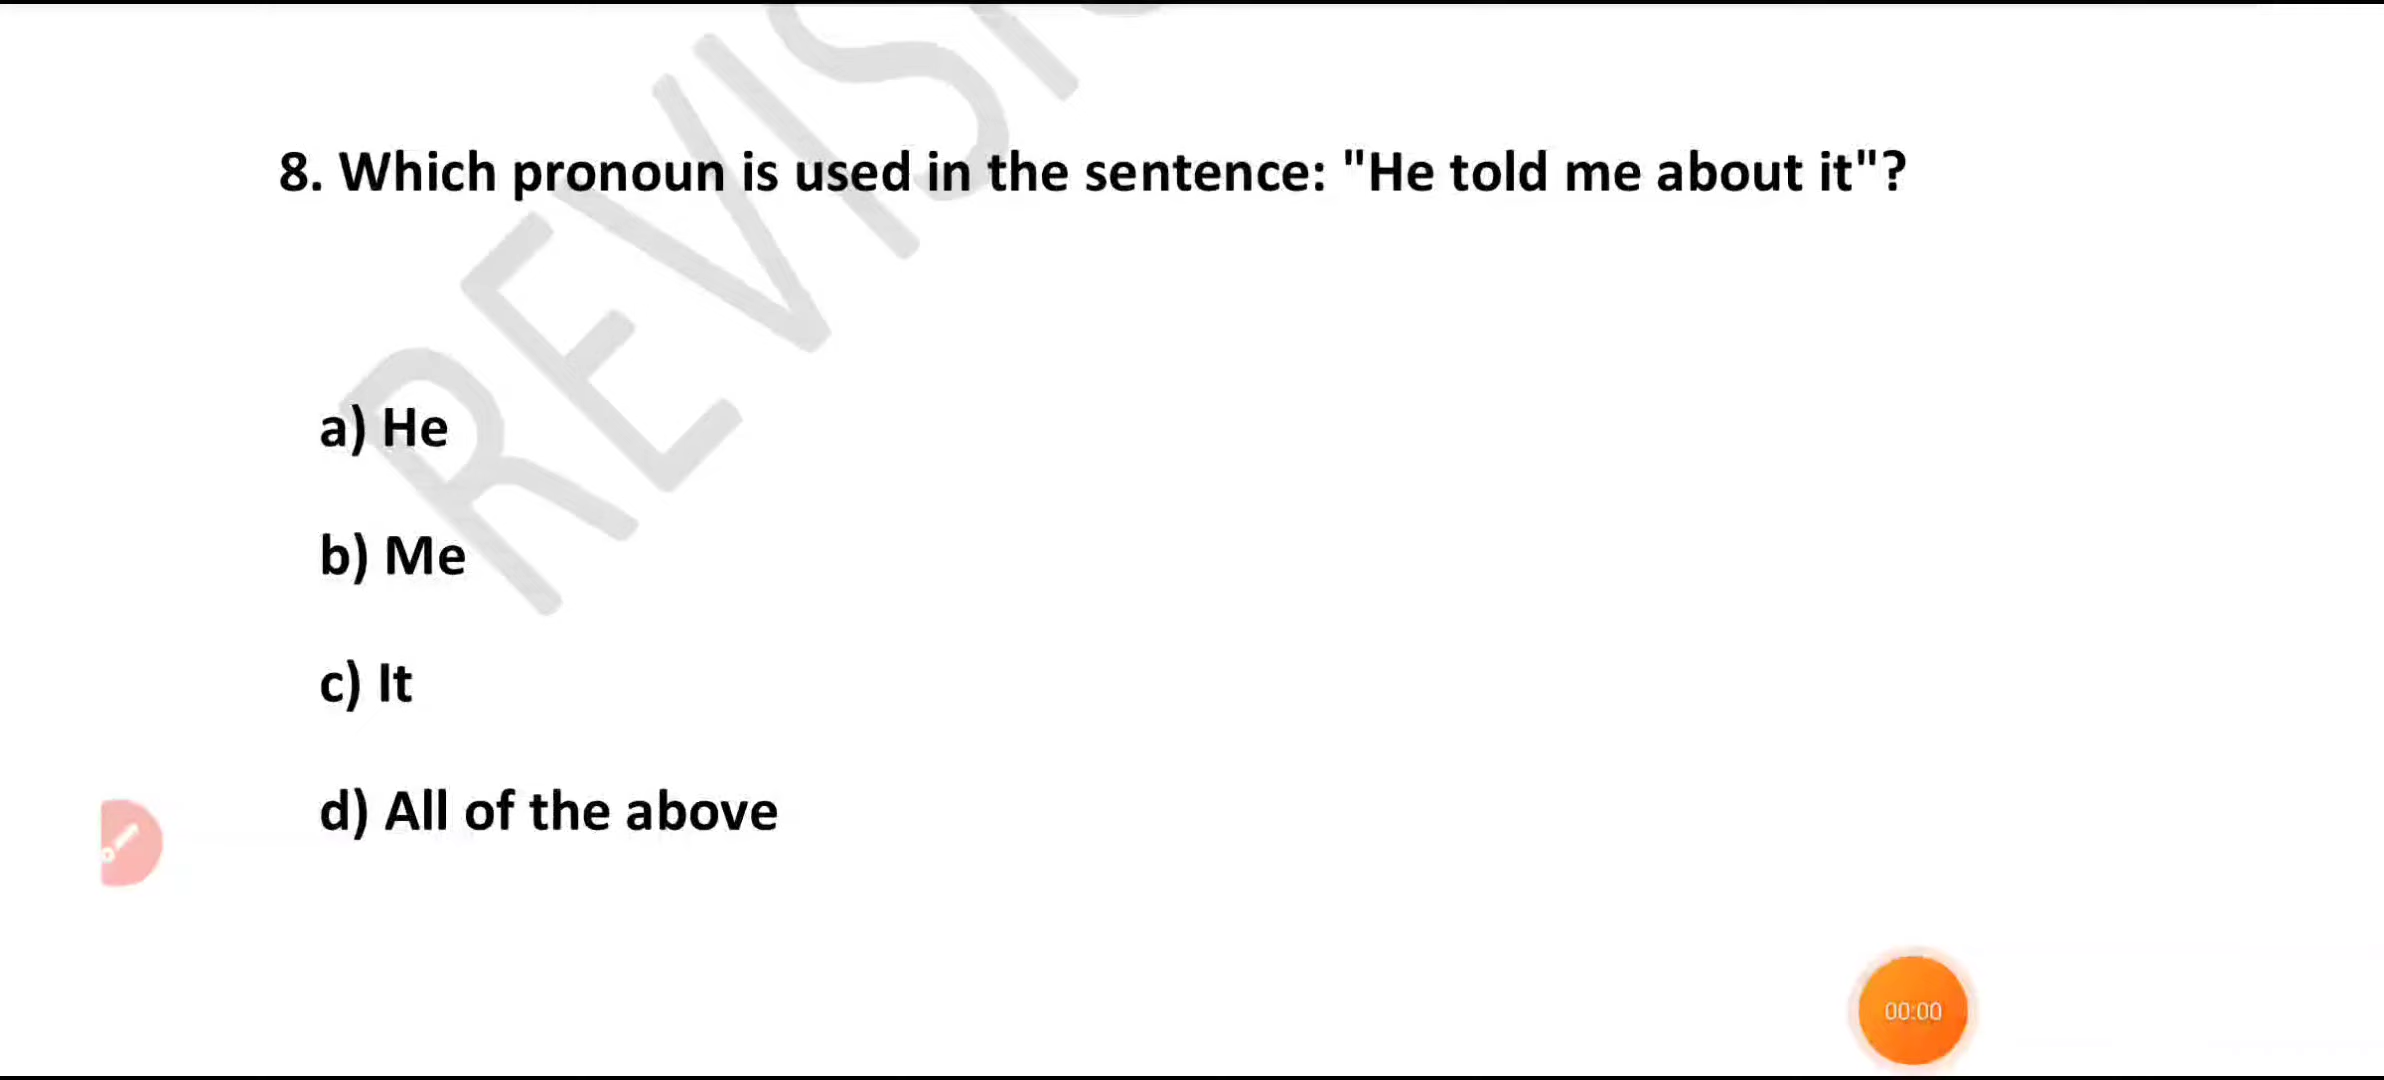 8. Which pronoun is used in the sentence: "He told me about it"?
a) He
b) Me
c) It
d) All of the above
00:00